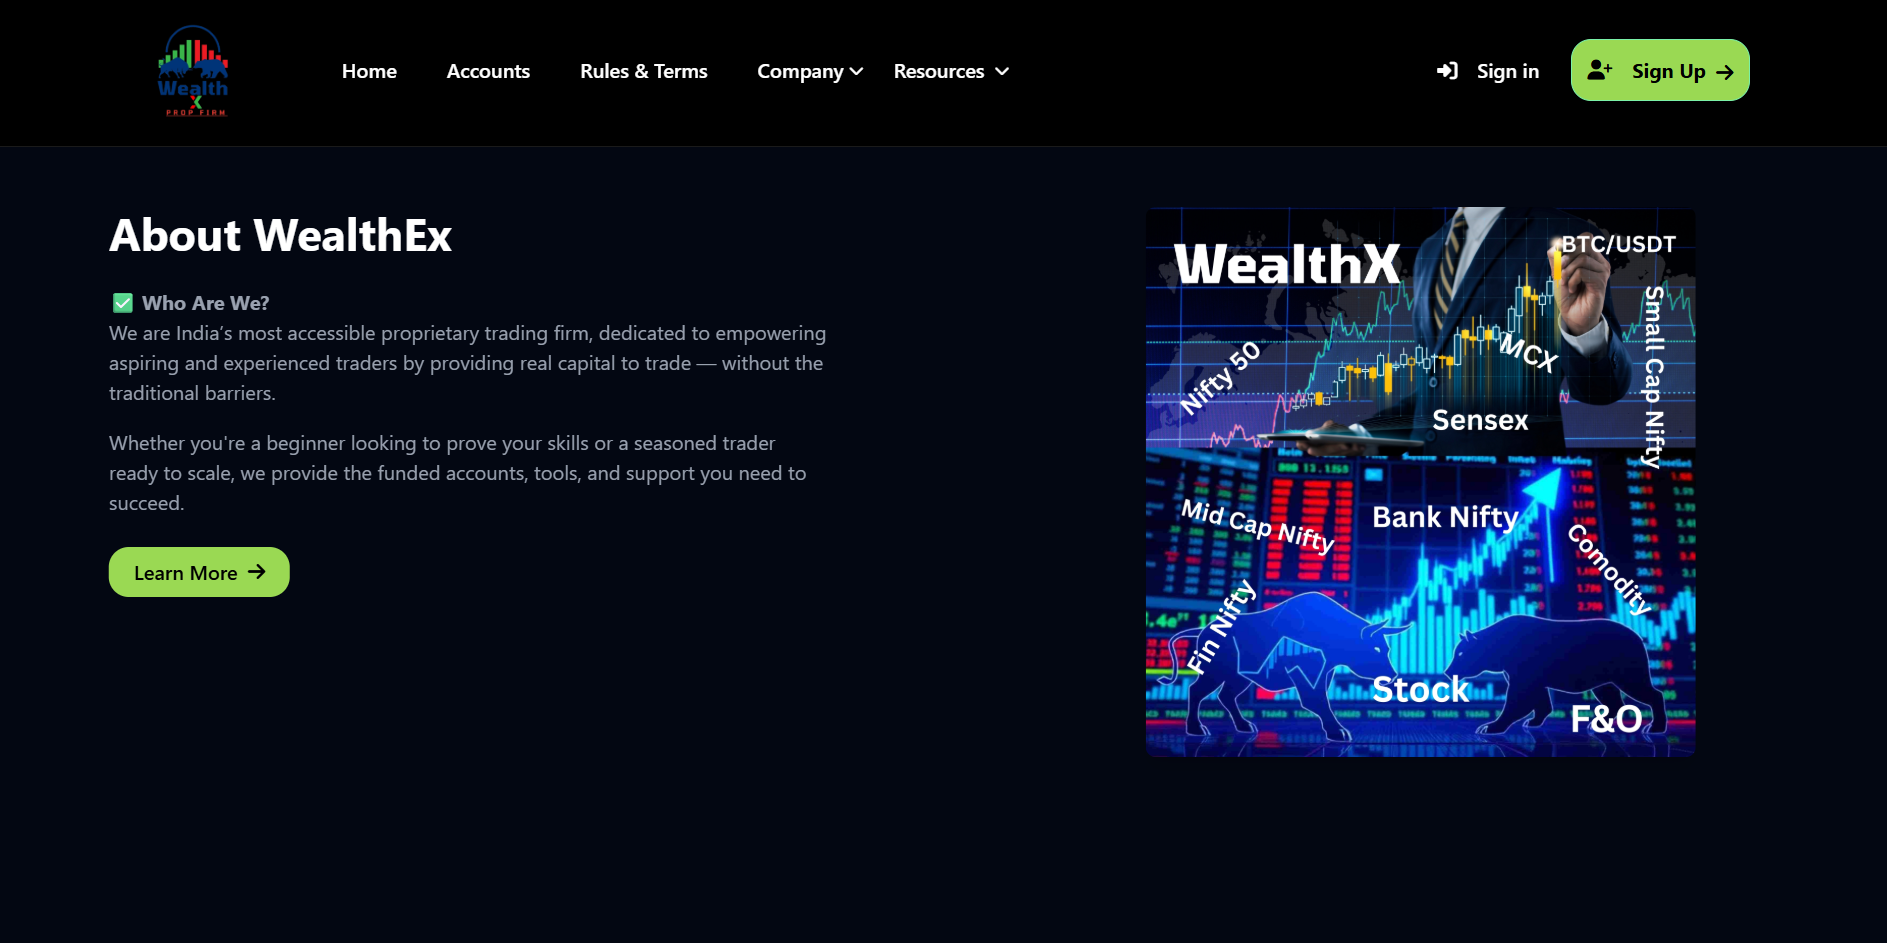 Wealth
X
PROP FIRM
Home
Accounts
Rules & Terms
Company
Resources
Sign in
Sign Up
About WealthEx
✅ Who Are We?
We are India’s most accessible proprietary trading firm, dedicated to empowering
aspiring and experienced traders by providing real capital to trade — without the
traditional barriers.
Whether you're a beginner looking to prove your skills or a seasoned trader
ready to scale, we provide the funded accounts, tools, and support you need to
succeed.
Learn More
WealthX
BTC/USDT
Small Cap Nifty
Nifty 50
MCX
Sensex
Mid Cap Nifty
Bank Nifty
Comodity
Fin Nifty
Stock
F&O